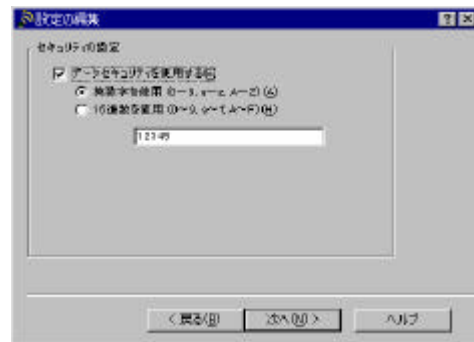 設定の編集
セキュリティの設定
データセキュリティを使用する(E)
英数字を使用 (0～9, a～z, A～Z) (A)
16進数を使用 (0～9, a～f, A～F) (H)
12345
< 戻る(B)
次へ(N) >
ヘルプ